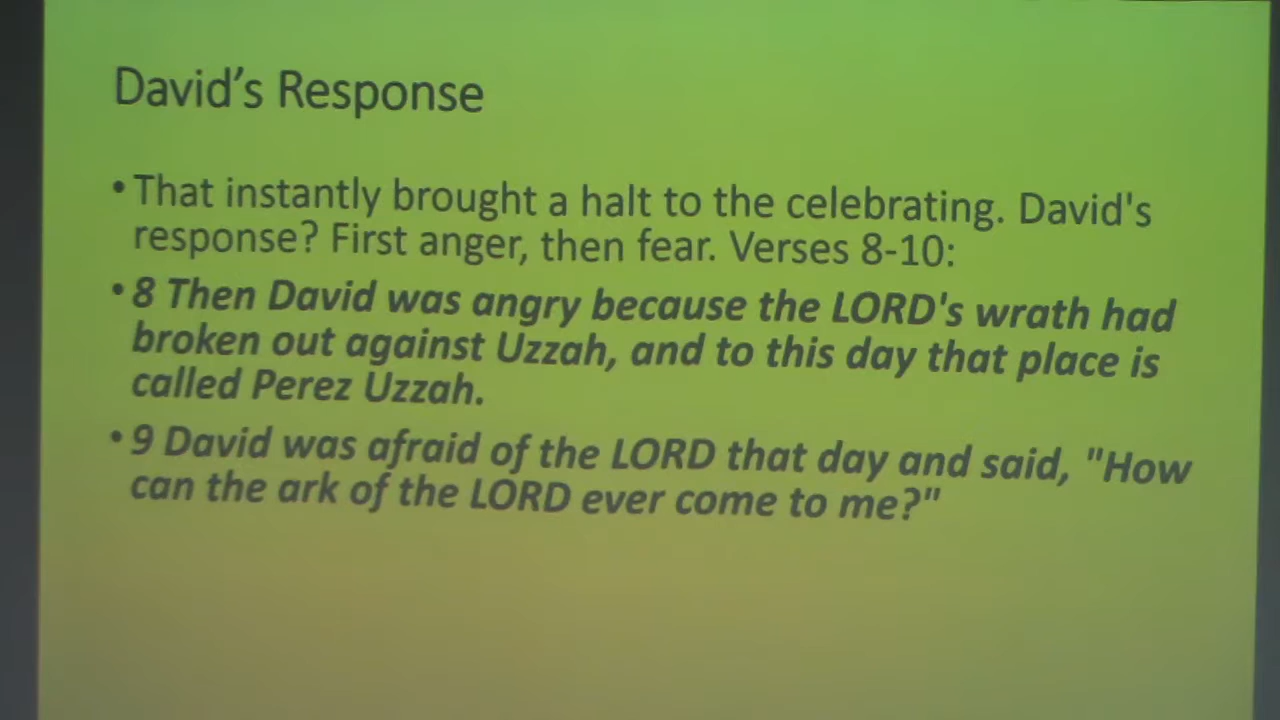 David’s Response
• That instantly brought a halt to the celebrating. David's
response? First anger, then fear. Verses 8-10:
• 8 Then David was angry because the LORD's wrath had
broken out against Uzzah, and to this day that place is
called Perez Uzzah.
• 9 David was afraid of the LORD that day and said, "How
can the ark of the LORD ever come to me?"